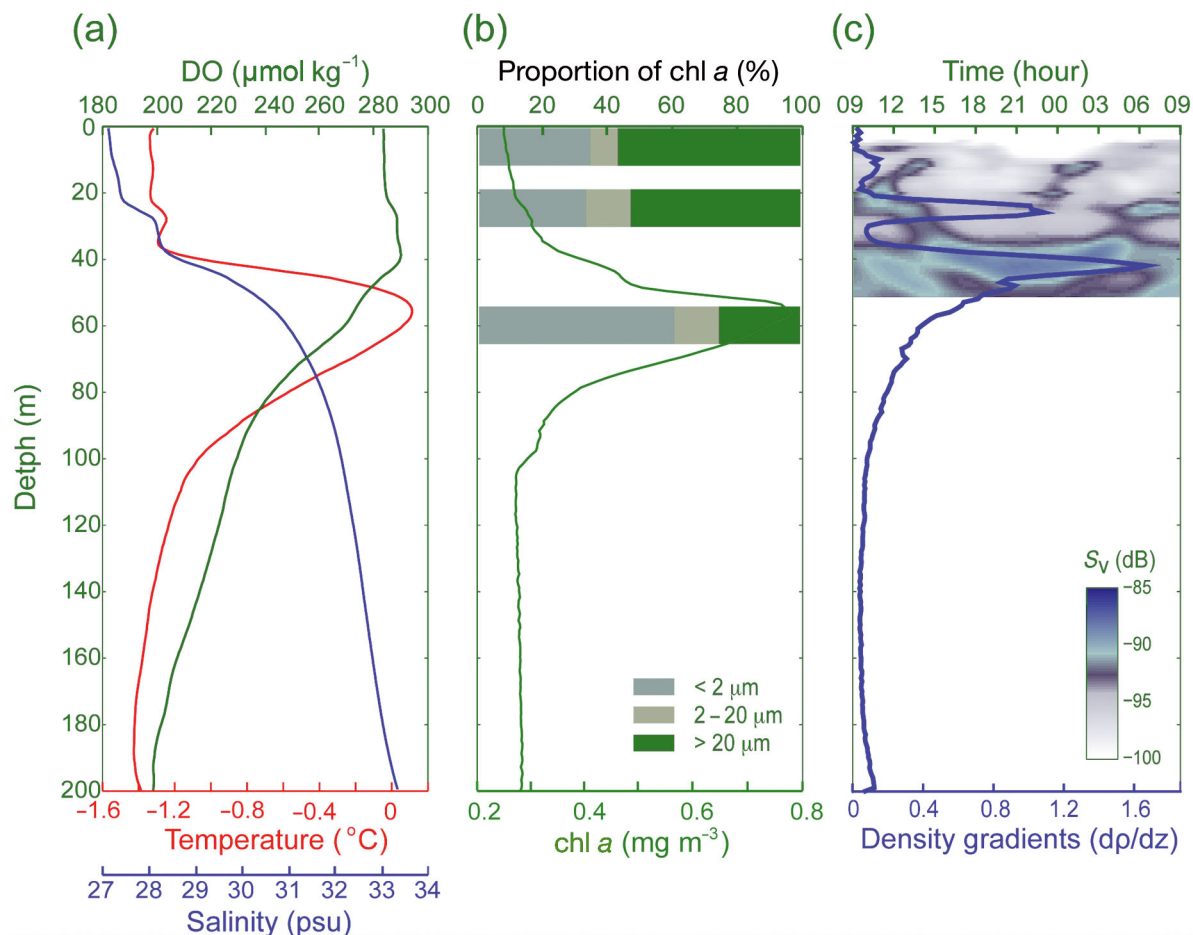 (a)
DO (μmol kg⁻¹)
180 200 220 240 260 280 300
0
20
40
60
80
100
120
140
160
180
200
Detph (m)
−1.6 −1.2 −0.8 −0.4 0
Temperature (°C)
27 28 29 30 31 32 33 34
Salinity (psu)
(b)
Proportion of chl a (%)
0 20 40 60 80 100
< 2 μm
2 – 20 μm
> 20 μm
0.2 0.4 0.6 0.8
chl a (mg m⁻³)
(c)
Time (hour)
09 12 15 18 21 00 03 06 09
Sv (dB)
−85
−90
−95
−100
0 0.4 0.8 1.2 1.6
Density gradients (dρ/dz)